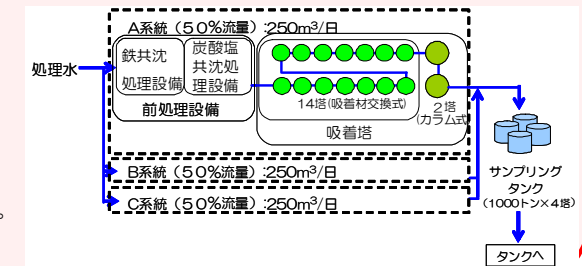 A系統（５０％流量）:250m³/日
処理水
鉄共沈
処理設備
炭酸塩
共沈処
理設備
前処理設備
14塔(吸着材交換式)
2塔
(カラム式)
吸着塔
B系統（５０％流量）:250m³/日
C系統（５０％流量）:250m³/日
サンプリング
タンク
（1000トン×４塔）
タンクへ
。